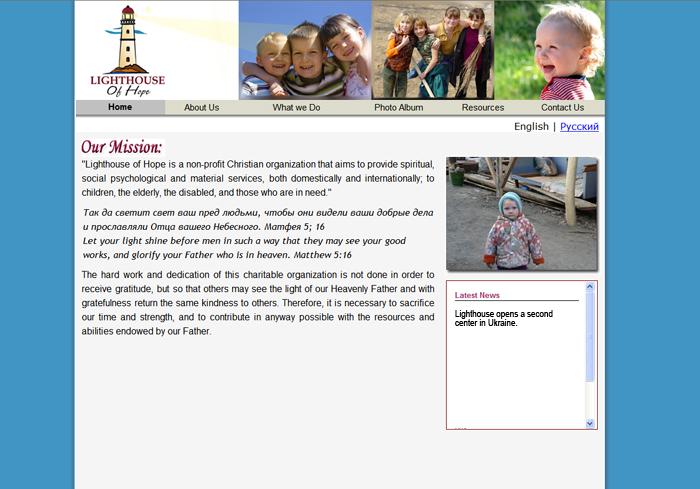 LIGHTHOUSE
Of Hope
Home About Us What we Do Photo Album Resources Contact Us
English | Русский
Our Mission:
"Lighthouse of Hope is a non-profit Christian organization that aims to provide spiritual,
social psychological and material services, both domestically and internationally; to
children, the elderly, the disabled, and those who are in need."
Так да светит свет ваш пред людьми, чтобы они видели ваши добрые дела
и прославляли Отца вашего Небесного. Матфея 5; 16
Let your light shine before men in such a way that they may see your good
works, and glorify your Father who is in heaven. Matthew 5:16
The hard work and dedication of this charitable organization is not done in order to
receive gratitude, but so that others may see the light of our Heavenly Father and with
gratefulness return the same kindness to others. Therefore, it is necessary to sacrifice
our time and strength, and to contribute in anyway possible with the resources and
abilities endowed by our Father.
Latest News
Lighthouse opens a second
center in Ukraine.